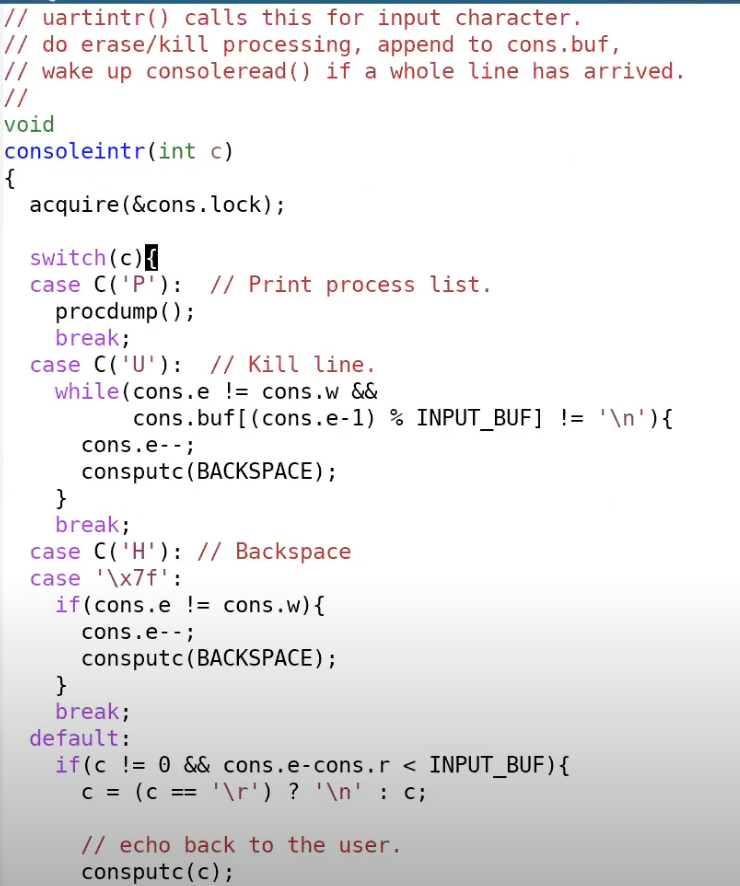 // uartintr() calls this for input character.
// do erase/kill processing, append to cons.buf,
// wake up consoleread() if a whole line has arrived.
//
void
consoleintr(int c)
{
  acquire(&cons.lock);

  switch(c){
  case C('P'):  // Print process list.
    procdump();
    break;
  case C('U'):  // Kill line.
    while(cons.e != cons.w &&
          cons.buf[(cons.e-1) % INPUT_BUF] != '\n'){
      cons.e--;
      consputc(BACKSPACE);
    }
    break;
  case C('H'): // Backspace
  case '\x7f':
    if(cons.e != cons.w){
      cons.e--;
      consputc(BACKSPACE);
    }
    break;
  default:
    if(c != 0 && cons.e-cons.r < INPUT_BUF){
      c = (c == '\r') ? '\n' : c;

      // echo back to the user.
      consputc(c);